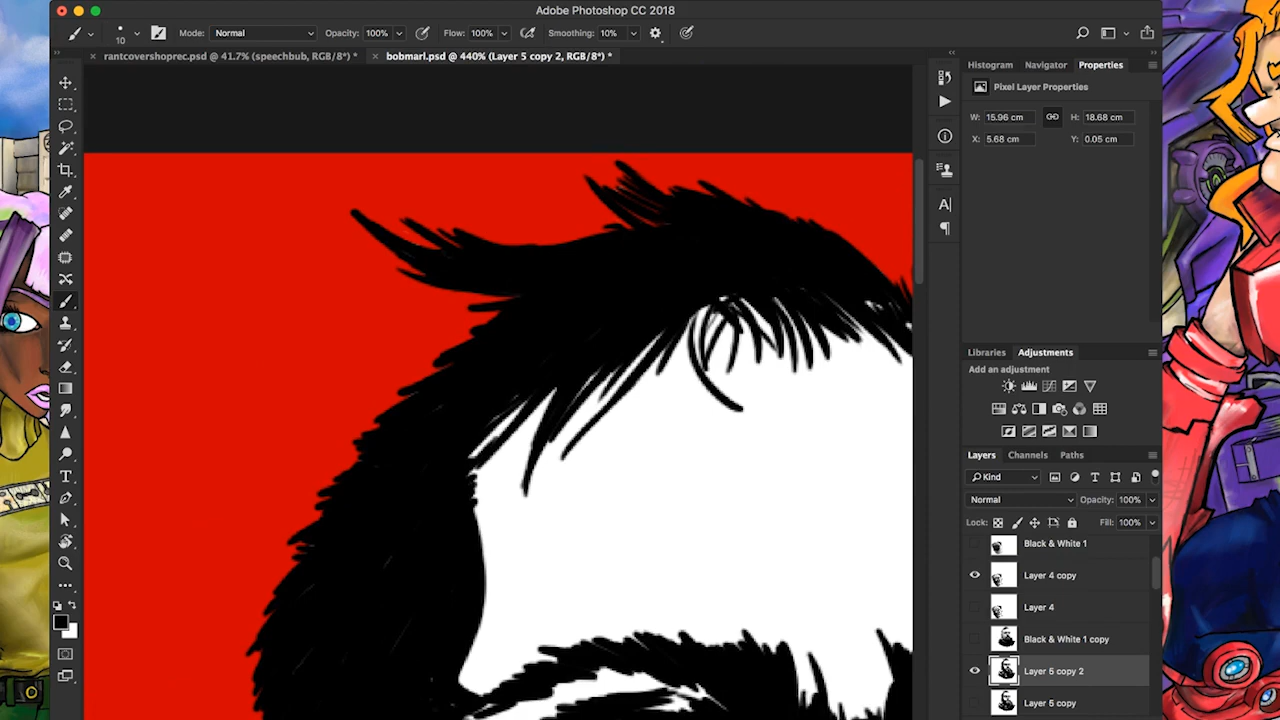 Adobe Photoshop CC 2018
10 Mode: Normal Opacity: 100% Flow: 100% Smoothing: 10%
rantcovershoprec.psd @ 41.7% (speechbub, RGB/8*) * bobmarl.psd @ 440% (Layer 5 copy 2, RGB/8*) *
Histogram Navigator Properties
Pixel Layer Properties
W: 15.96 cm H: 18.68 cm
X: 5.68 cm Y: 0.05 cm
Libraries Adjustments
Add an adjustment
Layers Channels Paths
Kind
Normal Opacity: 100%
Lock: Fill: 100%
Black & White 1
Layer 4 copy
Layer 4
Black & White 1 copy
Layer 5 copy 2
Layer 5 copy